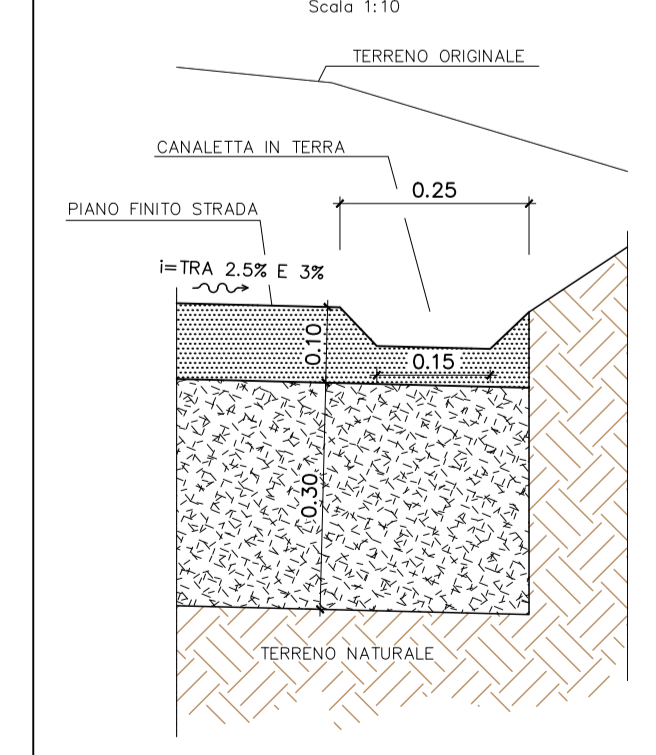 Scala 1:10
TERRENO ORIGINALE
CANALETTA IN TERRA
0.25
PIANO FINITO STRADA
i=TRA 2.5% E 3%
0.10
0.15
0.30
TERRENO NATURALE